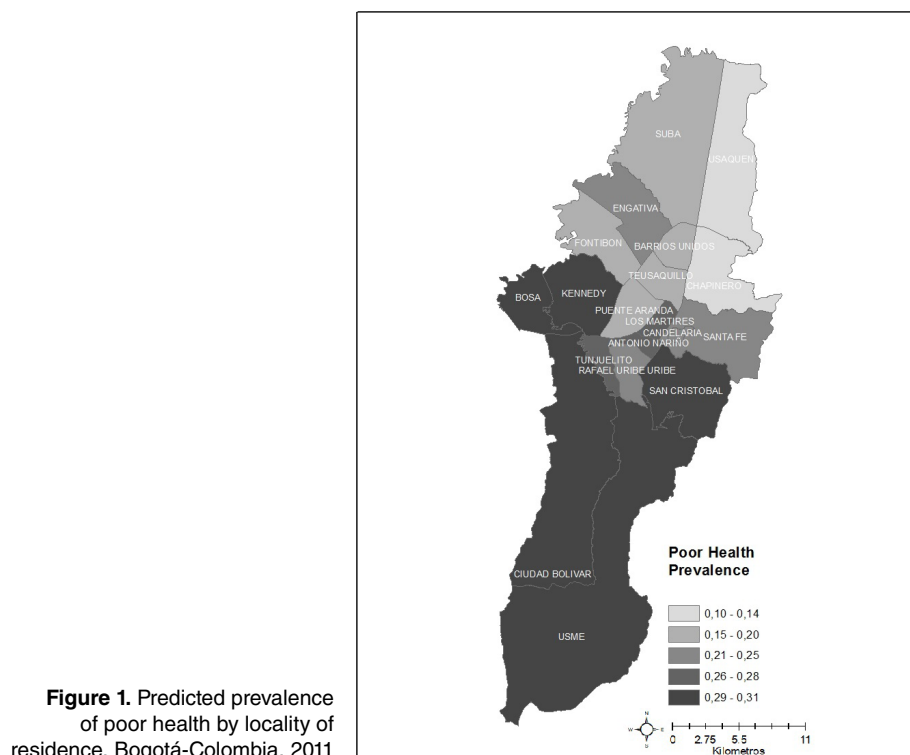 SUBA
USAQUEN
ENGATIVA
FONTIBON
BARRIOS UNIDOS
TEUSAQUILLO
CHAPINERO
BOSA
KENNEDY
PUENTE ARANDA
LOS MARTIRES
CANDELARIA
SANTA FE
ANTONIO NARIÑO
TUNJUELITO
RAFAEL URIBE URIBE
SAN CRISTOBAL
CIUDAD BOLIVAR
USME
Poor Health
Prevalence
0,10 - 0,14
0,15 - 0,20
0,21 - 0,25
0,26 - 0,28
0,29 - 0,31
N
W E
S
0 2.75 5.5 11
Kilometros
Figure 1. Predicted prevalence
of poor health by locality of
residence. Bogotá-Colombia, 2011